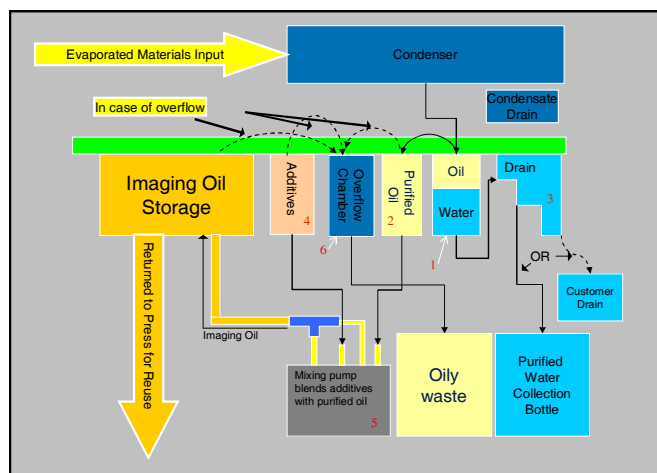 Evaporated Materials Input
Condenser
Condensate
Drain
In case of overflow
Imaging Oil
Storage
Additives
4
Overflow
Chamber
6
Purified
Oil
2
Oil
Water
1
Drain
3
OR
Customer
Drain
Returned to Press for Reuse
Imaging Oil
Mixing pump
blends additives
with purified oil
5
Oily
waste
Purified
Water
Collection
Bottle